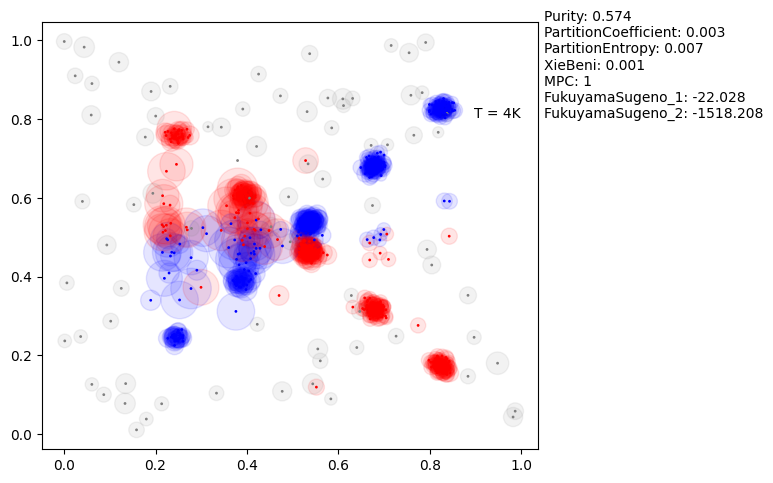 Purity: 0.574
PartitionCoefficient: 0.003
PartitionEntropy: 0.007
XieBeni: 0.001
MPC: 1
FukuyamaSugeno_1: -22.028
FukuyamaSugeno_2: -1518.208
T = 4K
1.0
0.8
0.6
0.4
0.2
0.0
0.0 0.2 0.4 0.6 0.8 1.0